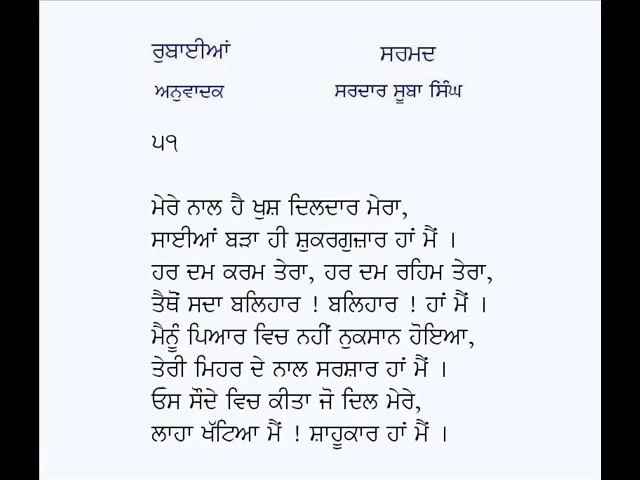 ਰੁਬਾਈਆਂ ਸਰਮਦ
ਅਨੁਵਾਦਕ ਸਰਦਾਰ ਸੂਬਾ ਸਿੰਘ
੫੧
ਮੇਰੇ ਨਾਲ ਹੈ ਖੁਸ਼ ਦਿਲਦਾਰ ਮੇਰਾ,
ਸਾਈਆਂ ਬੜਾ ਹੀ ਸ਼ੁਕਰਗੁਜ਼ਾਰ ਹਾਂ ਮੈਂ ।
ਹਰ ਦਮ ਕਰਮ ਤੇਰਾ, ਹਰ ਦਮ ਰਹਿਮ ਤੇਰਾ,
ਤੈਥੋਂ ਸਦਾ ਬਲਿਹਾਰ ! ਬਲਿਹਾਰ ! ਹਾਂ ਮੈਂ ।
ਮੈਨੂੰ ਪਿਆਰ ਵਿਚ ਨਹੀਂ ਨੁਕਸਾਨ ਹੋਇਆ,
ਤੇਰੀ ਮਿਹਰ ਦੇ ਨਾਲ ਸਰਸ਼ਾਰ ਹਾਂ ਮੈਂ ।
ਓਸ ਸੌਦੇ ਵਿਚ ਕੀਤਾ ਜੋ ਦਿਲ ਮੇਰੇ,
ਲਾਹਾ ਖੱਟਿਆ ਮੈਂ ! ਸ਼ਾਹੂਕਾਰ ਹਾਂ ਮੈਂ ।